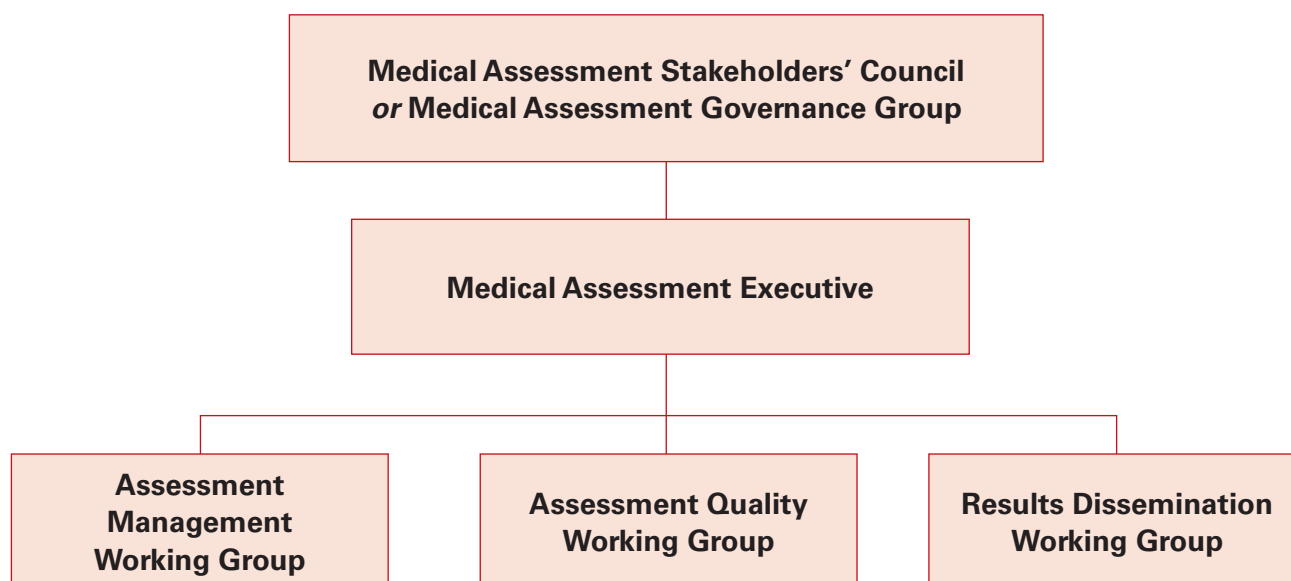 Medical Assessment Stakeholders’ Council
or Medical Assessment Governance Group
Medical Assessment Executive
Assessment
Management
Working Group
Assessment Quality
Working Group
Results Dissemination
Working Group